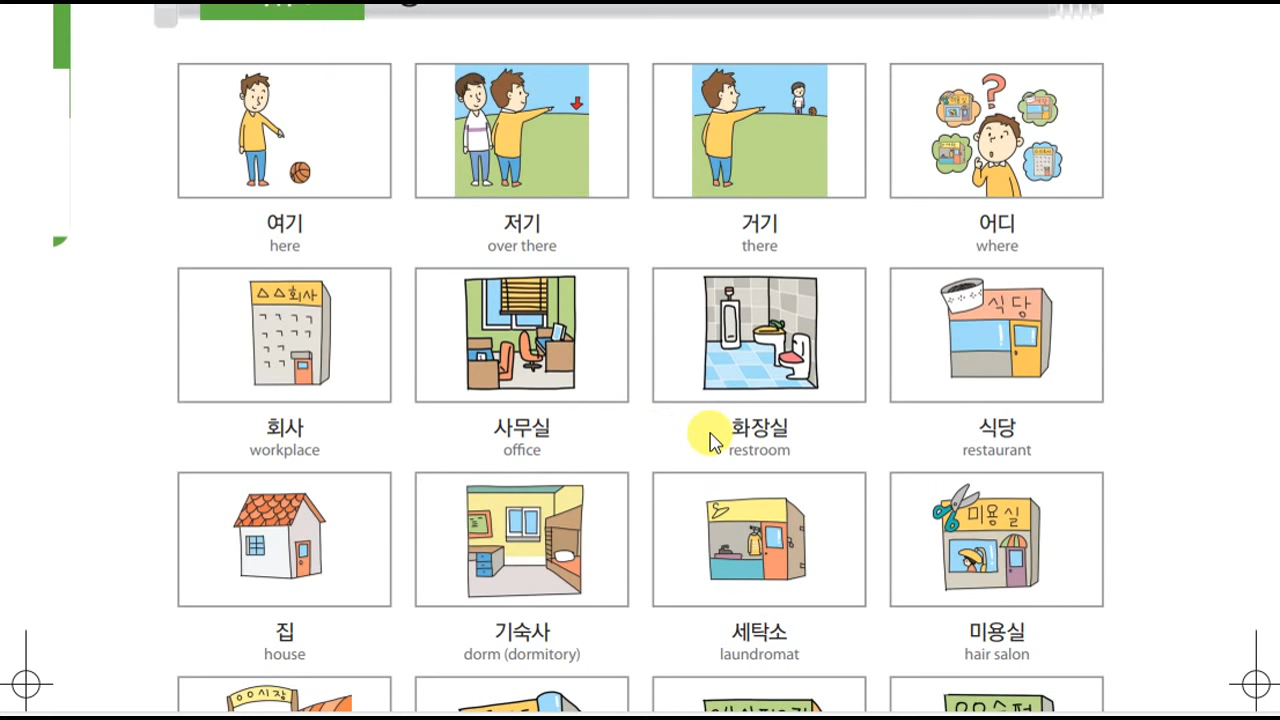 여기 저기 거기 어디
here over there there where
△△회사
식당
회사 사무실 화장실 식당
workplace office restroom restaurant
미용실
집 기숙사 세탁소 미용실
house dorm (dormitory) laundromat hair salon
○○시장